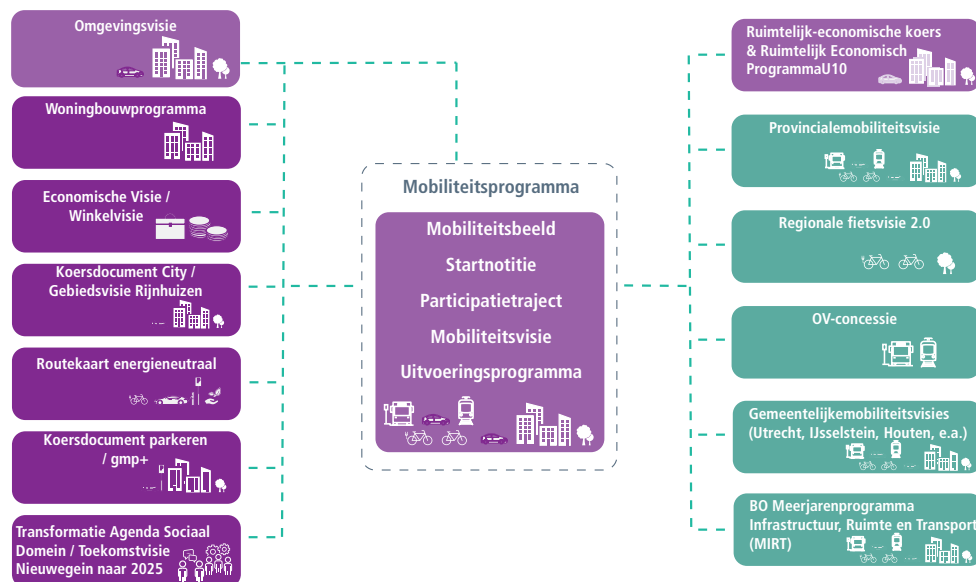 Omgevingsvisie
Woningbouwprogramma
Economische Visie /
Winkelvisie
Koersdocument City /
Gebiedsvisie Rijnhuizen
Routekaart energieneutraal
Koersdocument parkeren
/ gmp+
Transformatie Agenda Sociaal
Domein / Toekomstvisie
Nieuwegein naar 2025
Mobiliteitsprogramma
Mobiliteitsbeeld
Startnotitie
Participatietraject
Mobiliteitsvisie
Uitvoeringsprogramma
Ruimtelijk-economische koers
& Ruimtelijk Economisch
ProgrammaU10
Provincialemobiliteitsvisie
Regionale fietsvisie 2.0
OV-concessie
Gemeentelijkemobiliteitsvisies
(Utrecht, IJsselstein, Houten, e.a.)
BO Meerjarenprogramma
Infrastructuur, Ruimte en Transport
(MIRT)